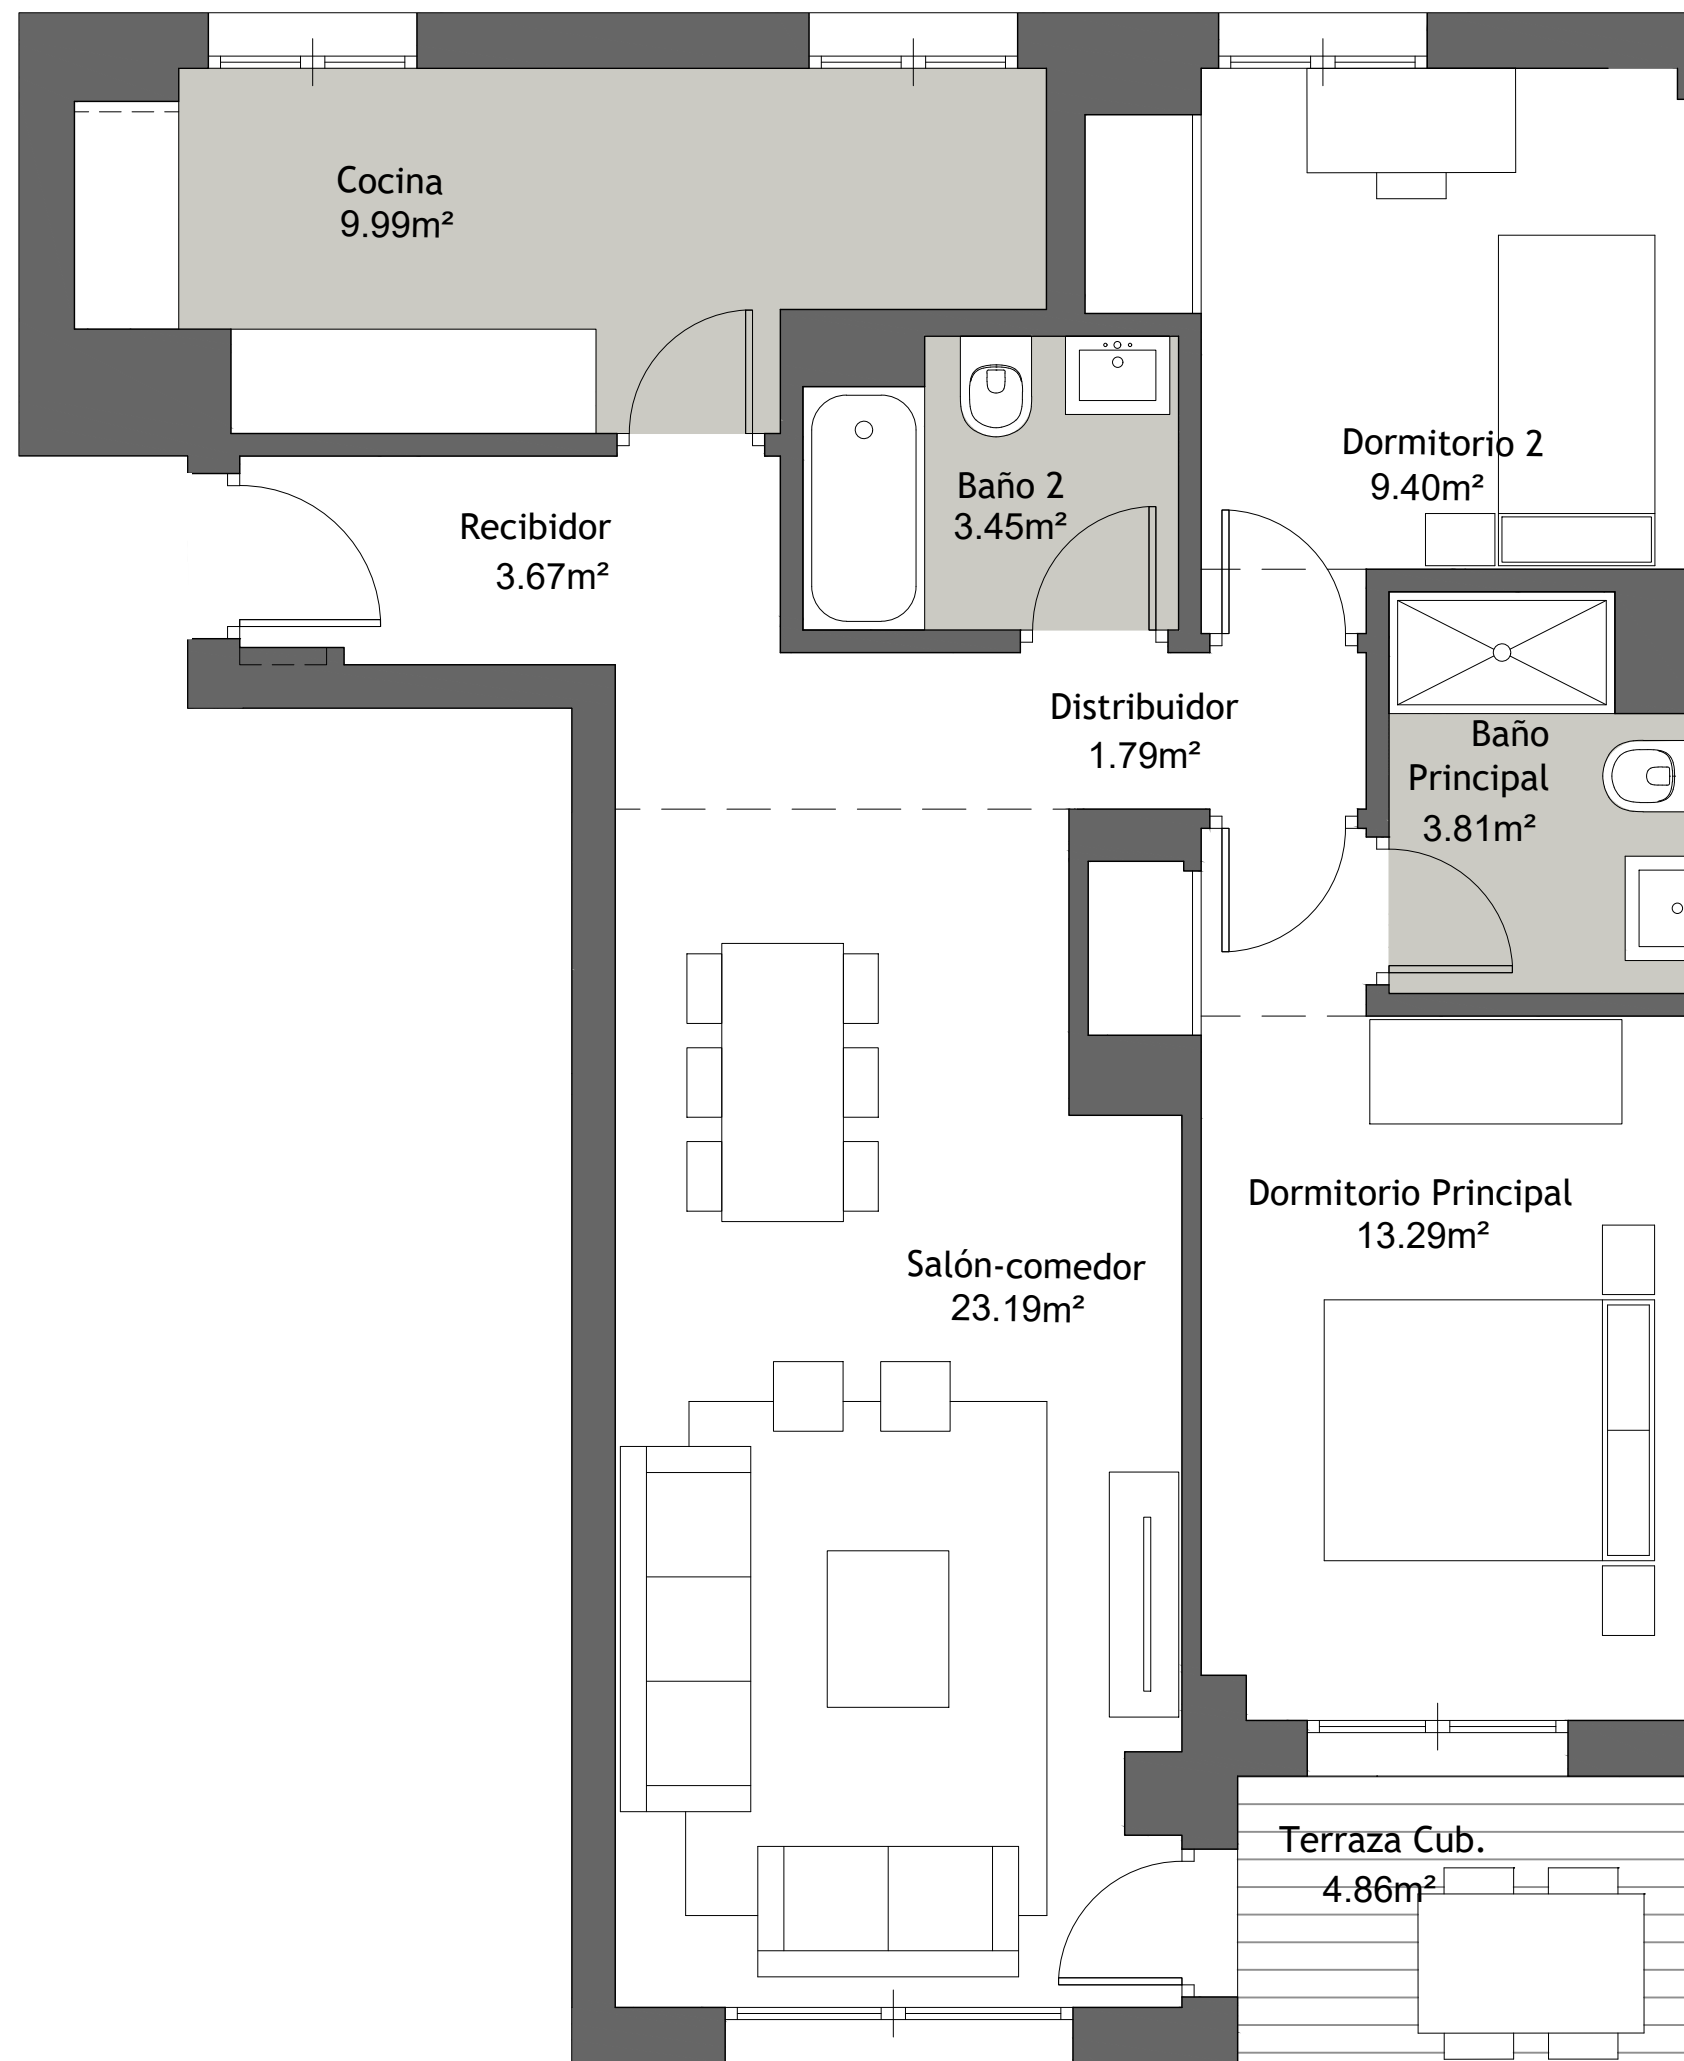 Cocina
9.99m²
Dormitorio 2
9.40m²
Baño 2
3.45m²
Recibidor
3.67m²
Distribuidor
1.79m²
Baño
Principal
3.81m²
Dormitorio Principal
13.29m²
Salón-comedor
23.19m²
Terraza Cub.
4.86m²